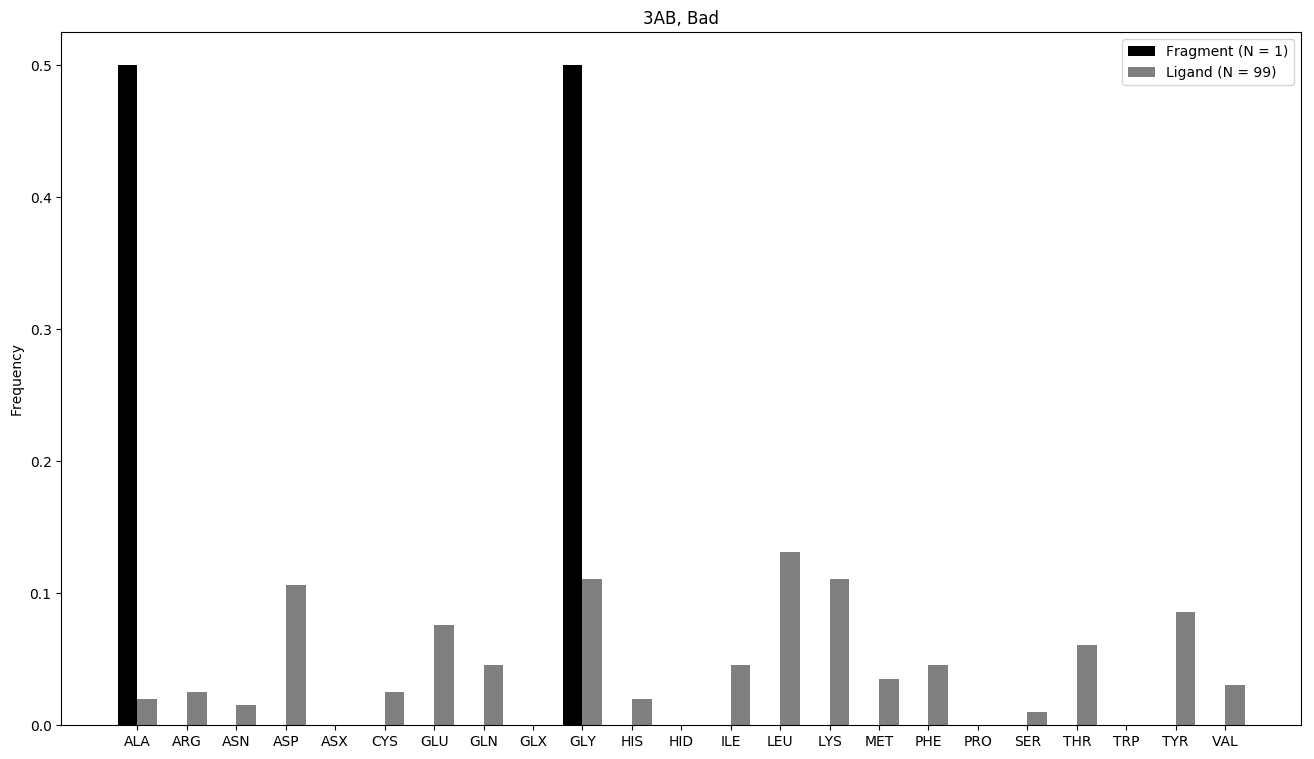 3AB, Bad
Fragment (N = 1)
Ligand (N = 99)
Frequency
0.5
0.4
0.3
0.2
0.1
0.0
ALA ARG ASN ASP ASX CYS GLU GLN GLX GLY HIS HID ILE LEU LYS MET PHE PRO SER THR TRP TYR VAL